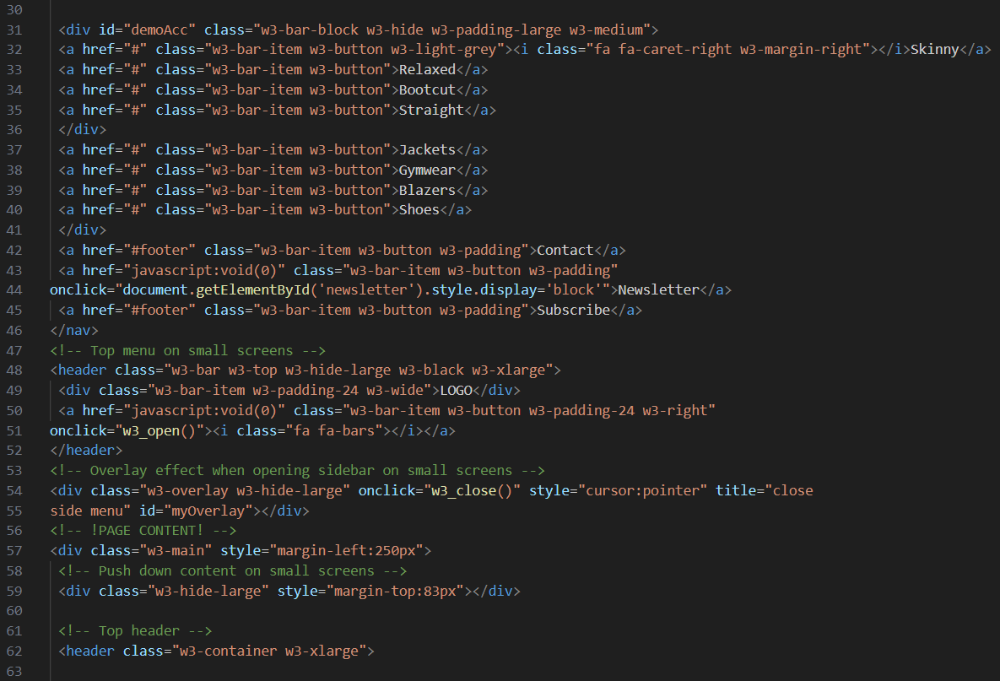 30
31 <div id="demoAcc" class="w3-bar-block w3-hide w3-padding-large w3-medium">
32 <a href="#" class="w3-bar-item w3-button w3-light-grey"><i class="fa fa-caret-right w3-margin-right"></i>Skinny</a>
33 <a href="#" class="w3-bar-item w3-button">Relaxed</a>
34 <a href="#" class="w3-bar-item w3-button">Bootcut</a>
35 <a href="#" class="w3-bar-item w3-button">Straight</a>
36 </div>
37 <a href="#" class="w3-bar-item w3-button">Jackets</a>
38 <a href="#" class="w3-bar-item w3-button">Gymwear</a>
39 <a href="#" class="w3-bar-item w3-button">Blazers</a>
40 <a href="#" class="w3-bar-item w3-button">Shoes</a>
41 </div>
42 <a href="#footer" class="w3-bar-item w3-button w3-padding">Contact</a>
43 <a href="javascript:void(0)" class="w3-bar-item w3-button w3-padding"
44 onclick="document.getElementById('newsletter').style.display='block'">Newsletter</a>
45 <a href="#footer" class="w3-bar-item w3-button w3-padding">Subscribe</a>
46 </nav>
47 <!-- Top menu on small screens -->
48 <header class="w3-bar w3-top w3-hide-large w3-black w3-xlarge">
49 <div class="w3-bar-item w3-padding-24 w3-wide">LOGO</div>
50 <a href="javascript:void(0)" class="w3-bar-item w3-button w3-padding-24 w3-right"
51 onclick="w3_open()"><i class="fa fa-bars"></i></a>
52 </header>
53 <!-- Overlay effect when opening sidebar on small screens -->
54 <div class="w3-overlay w3-hide-large" onclick="w3_close()" style="cursor:pointer" title="close
55 side menu" id="myOverlay"></div>
56 <!-- !PAGE CONTENT! -->
57 <div class="w3-main" style="margin-left:250px">
58 <!-- Push down content on small screens -->
59 <div class="w3-hide-large" style="margin-top:83px"></div>
60
61 <!-- Top header -->
62 <header class="w3-container w3-xlarge">
63